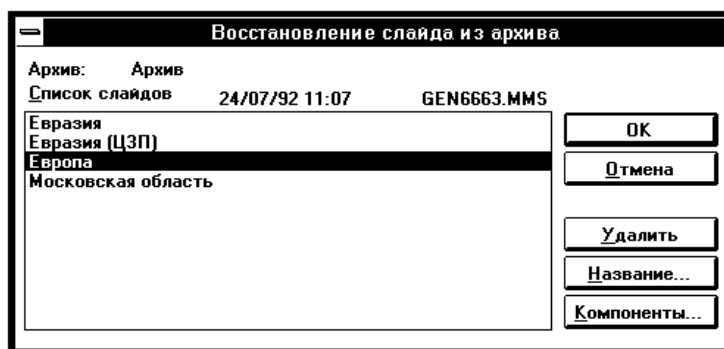 Восстановление слайда из архива
Архив: Архив
Список слайдов 24/07/92 11:07 GEN6663.MMS
Евразия
Евразия (ЦЗП)
Европа
Московская область
OK
Отмена
Удалить
Название...
Компоненты...